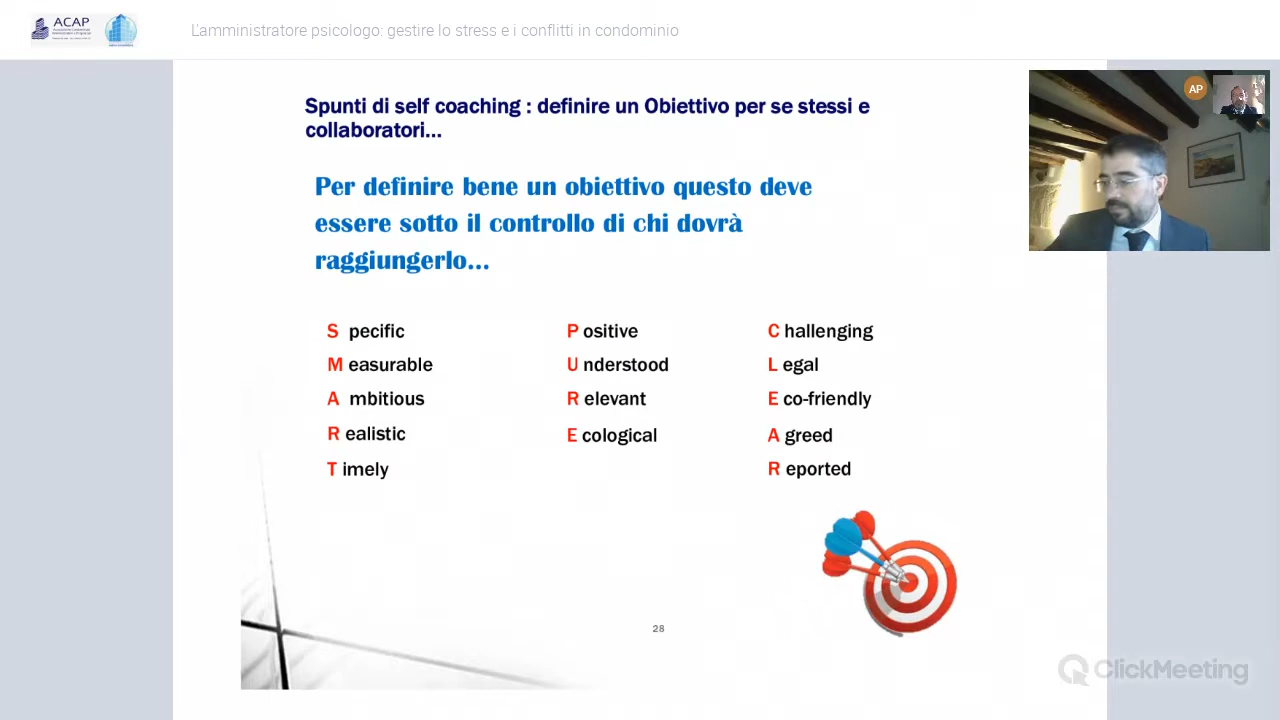 ACAP
L'amministratore psicologo: gestire lo stress e i conflitti in condominio
AP
Spunti di self coaching : definire un Obiettivo per se stessi e
collaboratori...
Per definire bene un obiettivo questo deve
essere sotto il controllo di chi dovrà
raggiungerlo...
S pecific
M easurable
A mbitious
R ealistic
T imely
P ositive
U nderstood
R elevant
E cological
C hallenging
L egal
E co-friendly
A greed
R eported
28
ClickMeeting